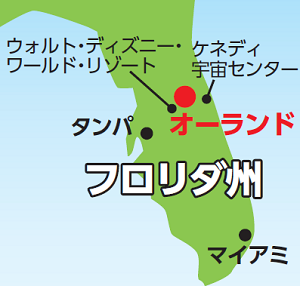 ウォルト・ディズニー・
ワールド・リゾート
ケネディ
宇宙センター
オーランド
タンパ
フロリダ州
マイアミ